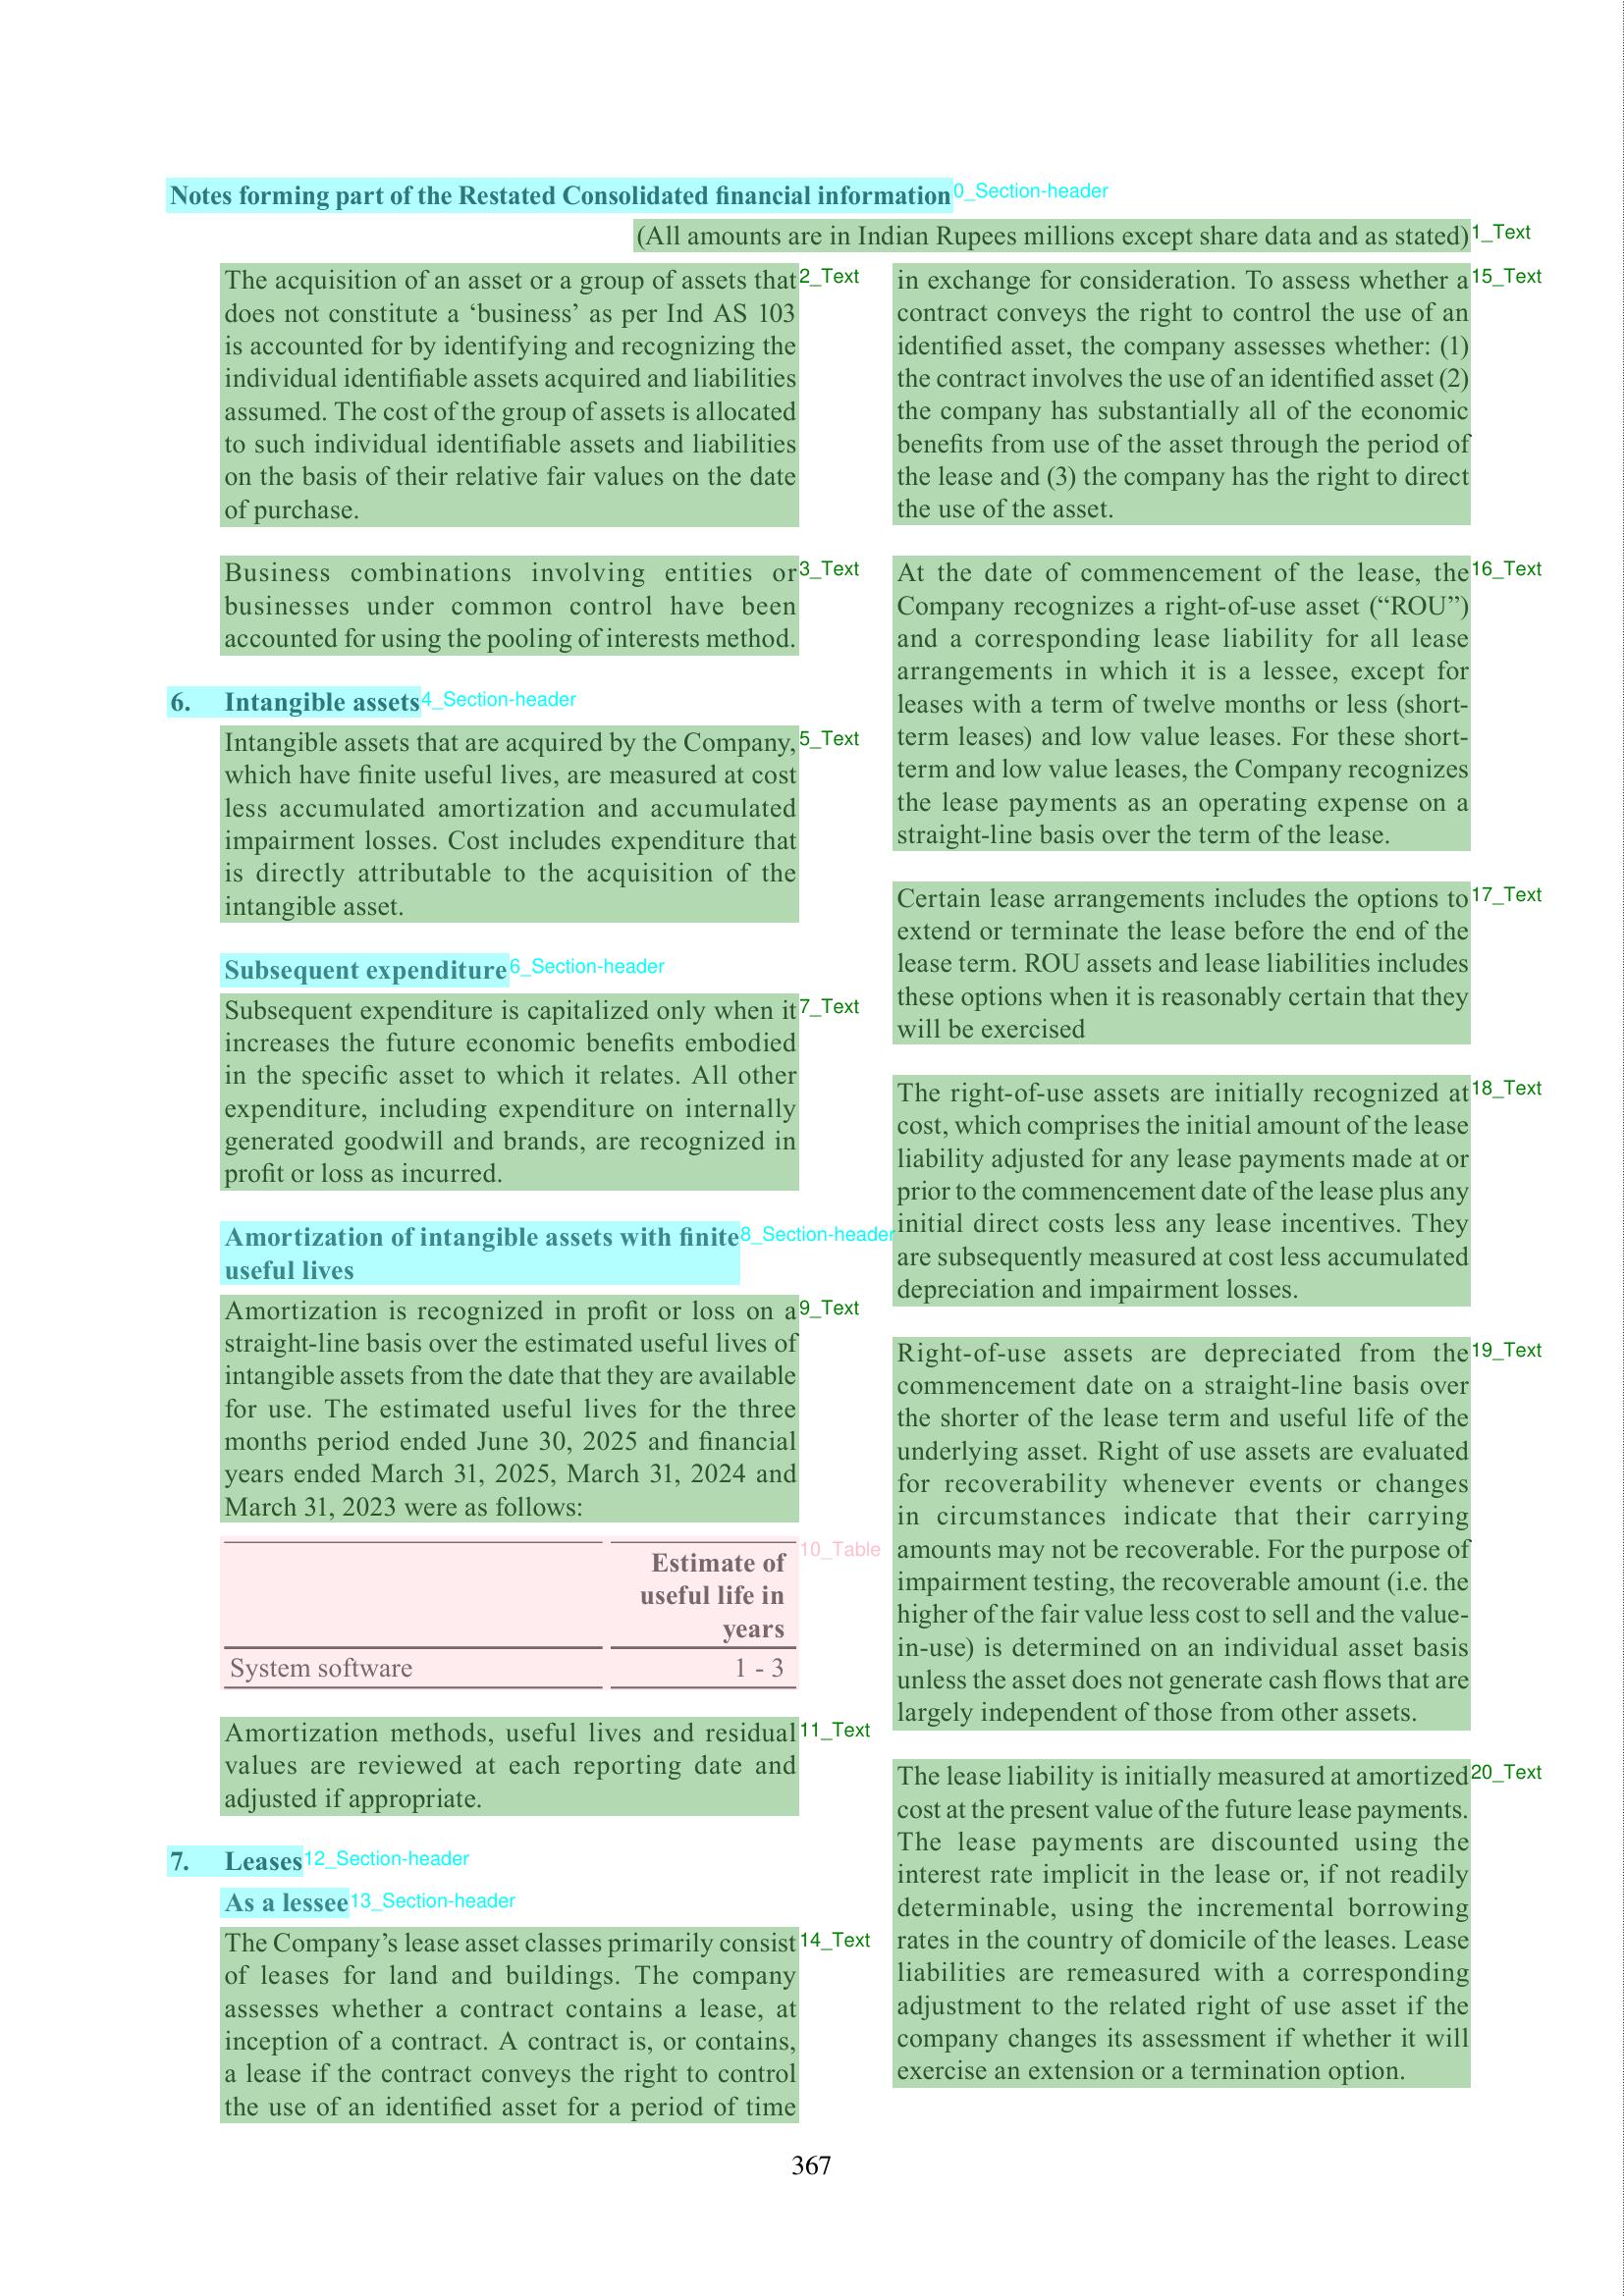 Notes forming part of the Restated Consolidated financial information
0_Section-header
(All amounts are in Indian Rupees millions except share data and as stated)
1_Text
The acquisition of an asset or a group of assets that
2_Text
does not constitute a ‘business’ as per Ind AS 103
is accounted for by identifying and recognizing the
individual identifiable assets acquired and liabilities
assumed. The cost of the group of assets is allocated
to such individual identifiable assets and liabilities
on the basis of their relative fair values on the date
of purchase.
Business combinations involving entities or
3_Text
businesses under common control have been
accounted for using the pooling of interests method.
6. Intangible assets
4_Section-header
Intangible assets that are acquired by the Company,
5_Text
which have finite useful lives, are measured at cost
less accumulated amortization and accumulated
impairment losses. Cost includes expenditure that
is directly attributable to the acquisition of the
intangible asset.
Subsequent expenditure
6_Section-header
Subsequent expenditure is capitalized only when it
7_Text
increases the future economic benefits embodied
in the specific asset to which it relates. All other
expenditure, including expenditure on internally
generated goodwill and brands, are recognized in
profit or loss as incurred.
Amortization of intangible assets with finite
8_Section-header
useful lives
Amortization is recognized in profit or loss on a
9_Text
straight-line basis over the estimated useful lives of
intangible assets from the date that they are available
for use. The estimated useful lives for the three
months period ended June 30, 2025 and financial
years ended March 31, 2025, March 31, 2024 and
March 31, 2023 were as follows:
10_Table
Estimate of
useful life in
years
System software 1 - 3
Amortization methods, useful lives and residual
11_Text
values are reviewed at each reporting date and
adjusted if appropriate.
7. Leases
12_Section-header
As a lessee
13_Section-header
The Company’s lease asset classes primarily consist
14_Text
of leases for land and buildings. The company
assesses whether a contract contains a lease, at
inception of a contract. A contract is, or contains,
a lease if the contract conveys the right to control
the use of an identified asset for a period of time
in exchange for consideration. To assess whether a
15_Text
contract conveys the right to control the use of an
identified asset, the company assesses whether: (1)
the contract involves the use of an identified asset (2)
the company has substantially all of the economic
benefits from use of the asset through the period of
the lease and (3) the company has the right to direct
the use of the asset.
At the date of commencement of the lease, the
16_Text
Company recognizes a right-of-use asset (“ROU”)
and a corresponding lease liability for all lease
arrangements in which it is a lessee, except for
leases with a term of twelve months or less (short-
term leases) and low value leases. For these short-
term and low value leases, the Company recognizes
the lease payments as an operating expense on a
straight-line basis over the term of the lease.
Certain lease arrangements includes the options to
17_Text
extend or terminate the lease before the end of the
lease term. ROU assets and lease liabilities includes
these options when it is reasonably certain that they
will be exercised
The right-of-use assets are initially recognized at
18_Text
cost, which comprises the initial amount of the lease
liability adjusted for any lease payments made at or
prior to the commencement date of the lease plus any
initial direct costs less any lease incentives. They
are subsequently measured at cost less accumulated
depreciation and impairment losses.
Right-of-use assets are depreciated from the
19_Text
commencement date on a straight-line basis over
the shorter of the lease term and useful life of the
underlying asset. Right of use assets are evaluated
for recoverability whenever events or changes
in circumstances indicate that their carrying
amounts may not be recoverable. For the purpose of
impairment testing, the recoverable amount (i.e. the
higher of the fair value less cost to sell and the value-
in-use) is determined on an individual asset basis
unless the asset does not generate cash flows that are
largely independent of those from other assets.
The lease liability is initially measured at amortized
20_Text
cost at the present value of the future lease payments.
The lease payments are discounted using the
interest rate implicit in the lease or, if not readily
determinable, using the incremental borrowing
rates in the country of domicile of the leases. Lease
liabilities are remeasured with a corresponding
adjustment to the related right of use asset if the
company changes its assessment if whether it will
exercise an extension or a termination option.
367